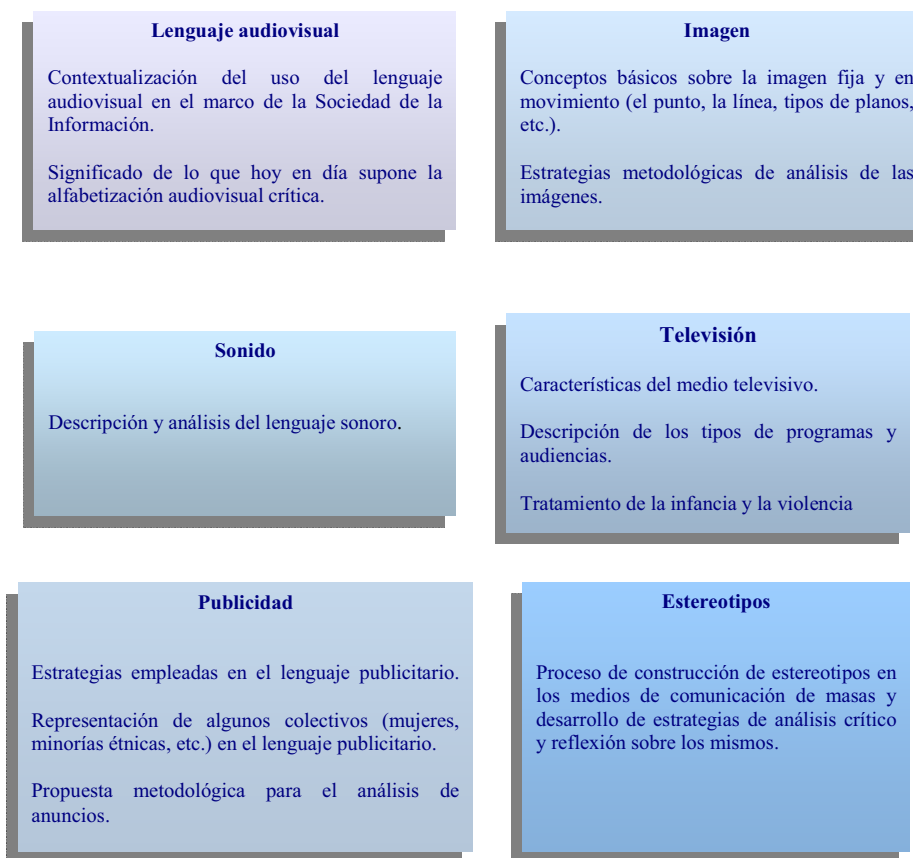 Lenguaje audiovisual
Contextualización del uso del lenguaje
audiovisual en el marco de la Sociedad de la
Información.
Significado de lo que hoy en día supone la
alfabetización audiovisual crítica.
Imagen
Conceptos básicos sobre la imagen fija y en
movimiento (el punto, la línea, tipos de planos,
etc.).
Estrategias metodológicas de análisis de las
imágenes.
Sonido
Descripción y análisis del lenguaje sonoro.
Televisión
Características del medio televisivo.
Descripción de los tipos de programas y
audiencias.
Tratamiento de la infancia y la violencia
Publicidad
Estrategias empleadas en el lenguaje publicitario.
Representación de algunos colectivos (mujeres,
minorías étnicas, etc.) en el lenguaje publicitario.
Propuesta metodológica para el análisis de
anuncios.
Estereotipos
Proceso de construcción de estereotipos en
los medios de comunicación de masas y
desarrollo de estrategias de análisis crítico
y reflexión sobre los mismos.